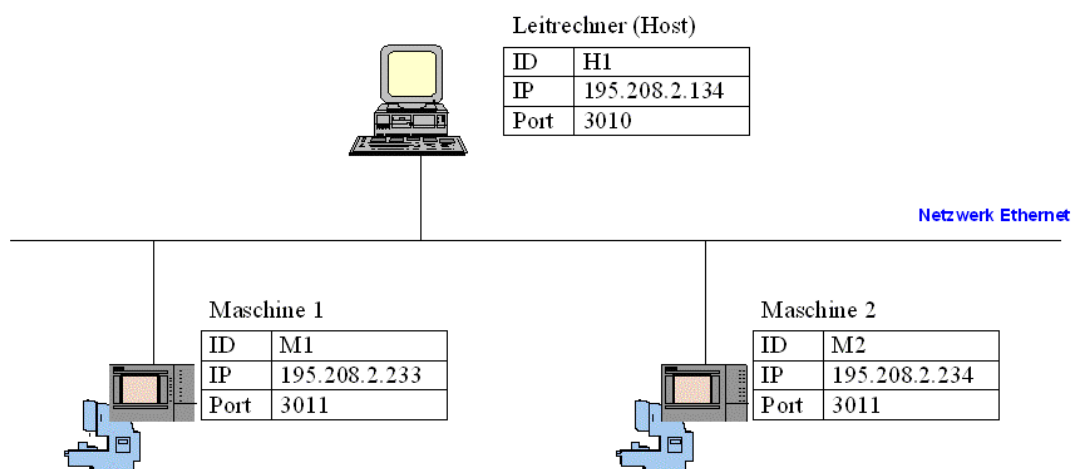 Leitrechner (Host)
ID H1
IP 195.208.2.134
Port 3010
Netzwerk Ethernet
Maschine 1
ID M1
IP 195.208.2.233
Port 3011
Maschine 2
ID M2
IP 195.208.2.234
Port 3011